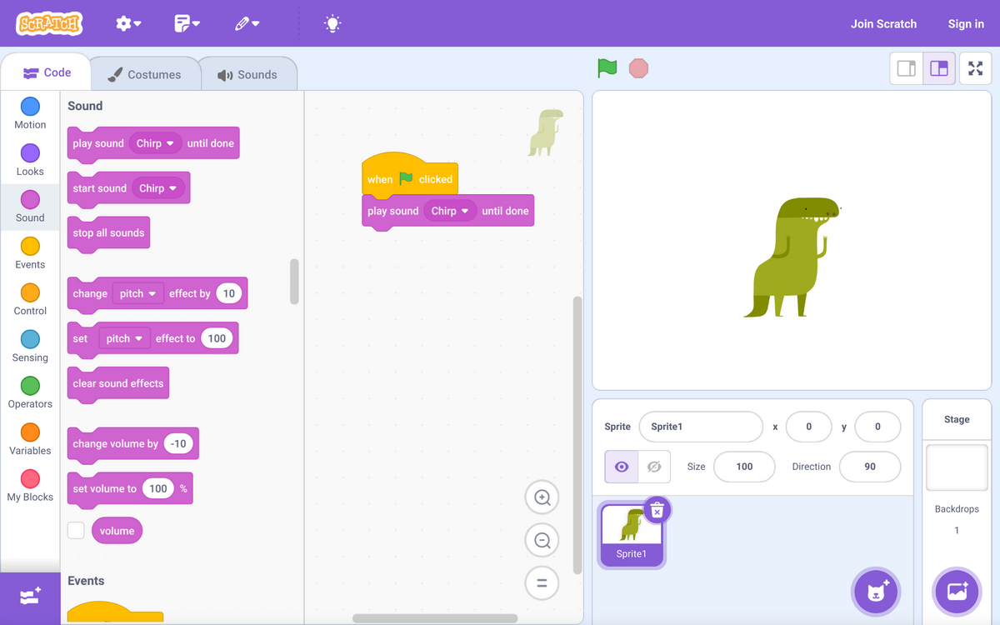 SCRATCH
Join Scratch
Sign in
Code
Costumes
Sounds
Motion
Looks
Sound
Events
Control
Sensing
Operators
Variables
My Blocks
Sound
play sound Chirp until done
start sound Chirp
stop all sounds
change pitch effect by 10
set pitch effect to 100
clear sound effects
change volume by -10
set volume to 100 %
volume
Events
when clicked
play sound Chirp until done
Sprite Sprite1 x 0 y 0
Size 100 Direction 90
Sprite1
Stage
Backdrops
1